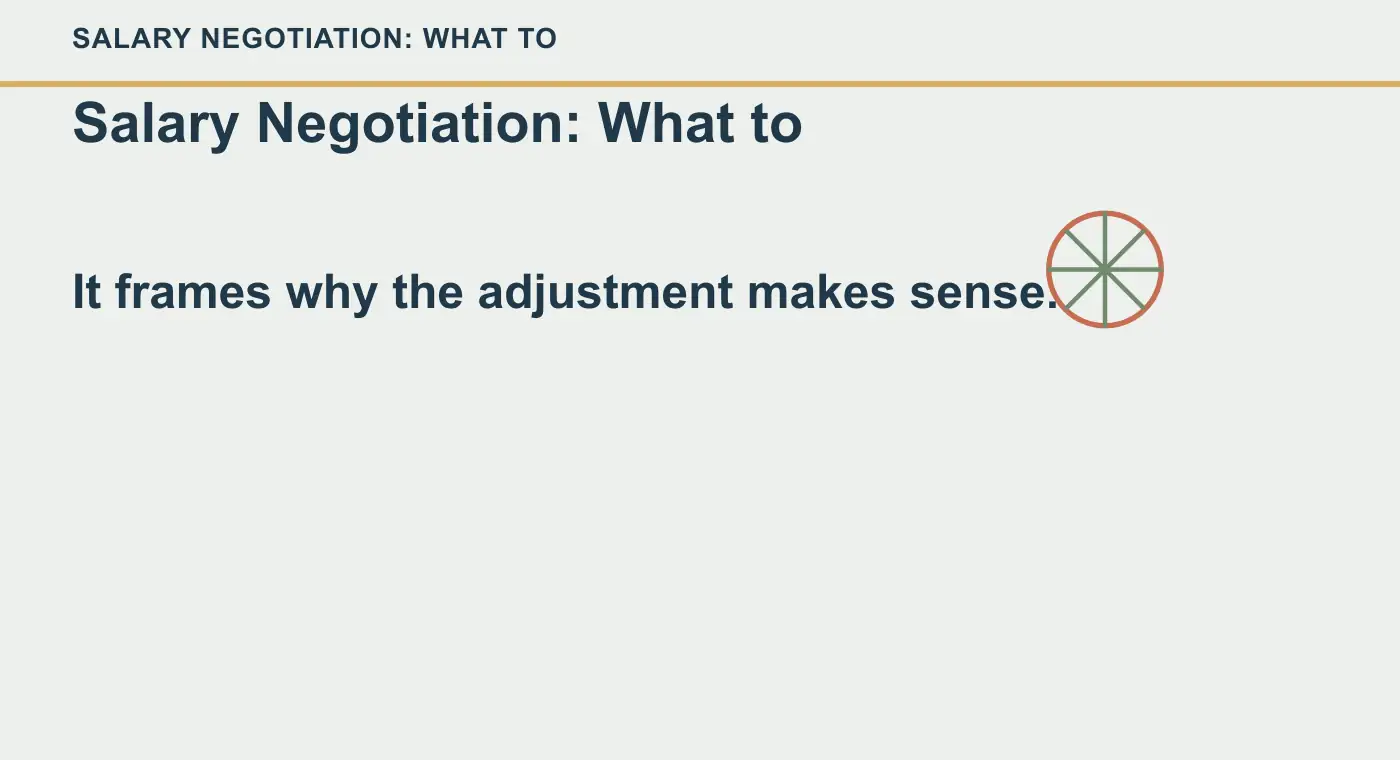 SALARY NEGOTIATION: WHAT TO
Salary Negotiation: What to
It frames why the adjustment makes sense.